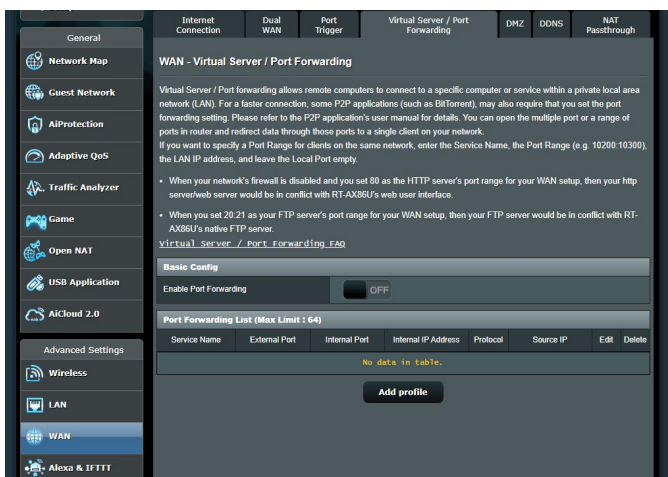 Internet Connection
Dual WAN
Port Trigger
Virtual Server / Port Forwarding
DMZ
DDNS
NAT Passthrough
General
Network Map
Guest Network
AiProtection
Adaptive QoS
Traffic Analyzer
Game
Open NAT
USB Application
AiCloud 2.0
Advanced Settings
Wireless
LAN
WAN
Alexa & IFTTT
WAN - Virtual Server / Port Forwarding
Virtual Server / Port forwarding allows remote computers to connect to a specific computer or service within a private local area
network (LAN). For a faster connection, some P2P applications (such as BitTorrent), may also require that you set the port
forwarding setting. Please refer to the P2P application's user manual for details. You can open the multiple port or a range of
ports in router and redirect data through those ports to a single client on your network.
If you want to specify a Port Range for clients on the same network, enter the Service Name, the Port Range (e.g. 10200:10300),
the LAN IP address, and leave the Local Port empty.
• When your network's firewall is disabled and you set 80 as the HTTP server's port range for your WAN setup, then your http
server/web server would be in conflict with RT-AX86U's web user interface.
• When you set 20:21 as your FTP server's port range for your WAN setup, then your FTP server would be in conflict with RT-
AX86U's native FTP server.
Virtual Server / Port Forwarding FAQ
Basic Config
Enable Port Forwarding OFF
Port Forwarding List (Max Limit : 64)
Service Name External Port Internal Port Internal IP Address Protocol Source IP Edit Delete
No data in table.
Add profile